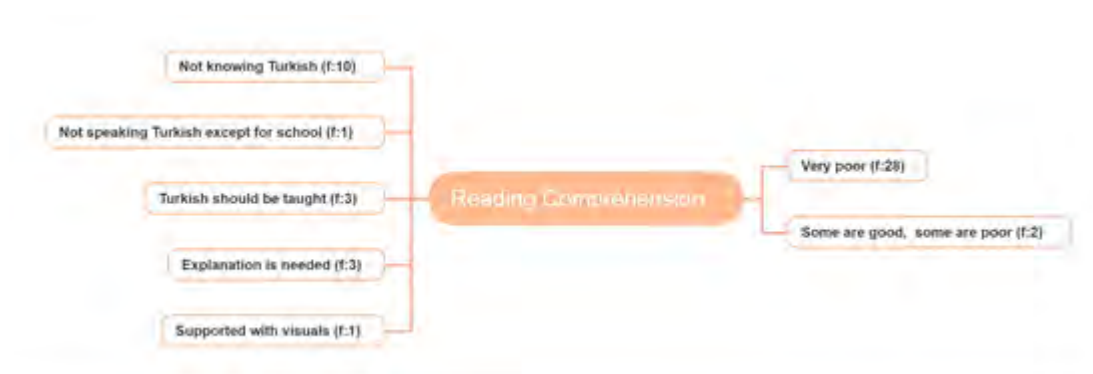 Not knowing Turkish (f:10)
Not speaking Turkish except for school (f:1)
Turkish should be taught (f:3)
Explanation is needed (f:3)
Supported with visuals (f:1)
Reading Comprehension
Very poor (f:28)
Some are good, some are poor (f:2)